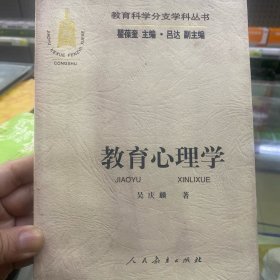 教育科学分支学科丛书
瞿葆奎 主编·吕达 副主编
教育心理学
JIAOYU XINLIXUE
吴庆麟 著
人民教育出版社